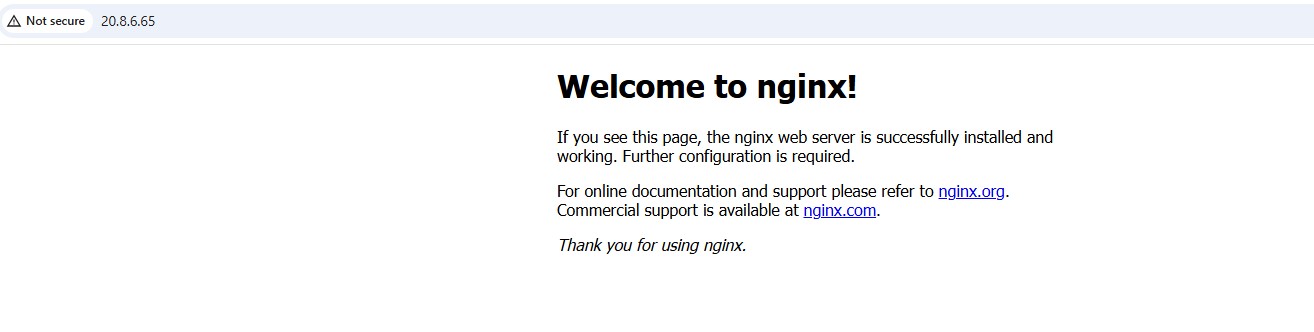 Not secure 20.8.6.65
Welcome to nginx!
If you see this page, the nginx web server is successfully installed and
working. Further configuration is required.
For online documentation and support please refer to nginx.org.
Commercial support is available at nginx.com.
Thank you for using nginx.